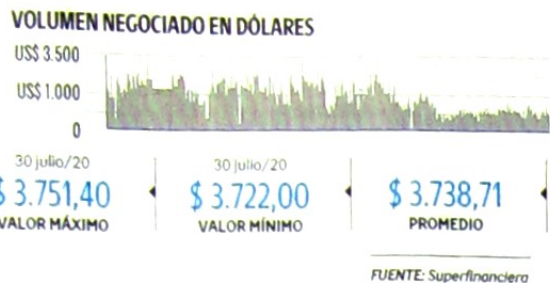 VOLUMEN NEGOCIADO EN DÓLARES
US$ 3.500
US$ 1.000
0
30 julio/20
$ 3.751,40
VALOR MÁXIMO
30 julio/20
$ 3.722,00
VALOR MÍNIMO
$ 3.738,71
PROMEDIO
FUENTE: Superfinanciera